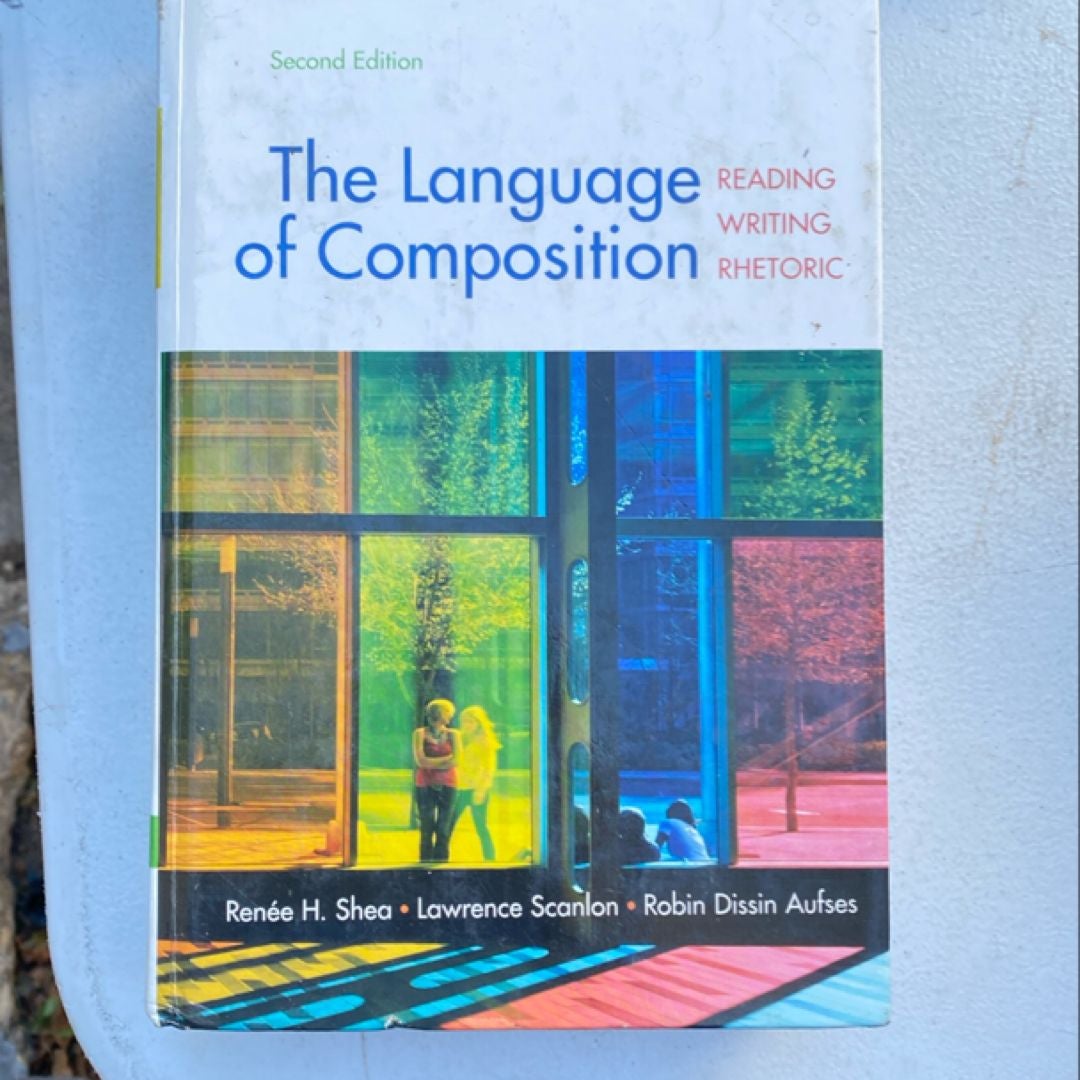 Second Edition
The Language
of Composition
READING
WRITING
RHETORIC
Renée H. Shea • Lawrence Scanlon • Robin Dissin Aufses